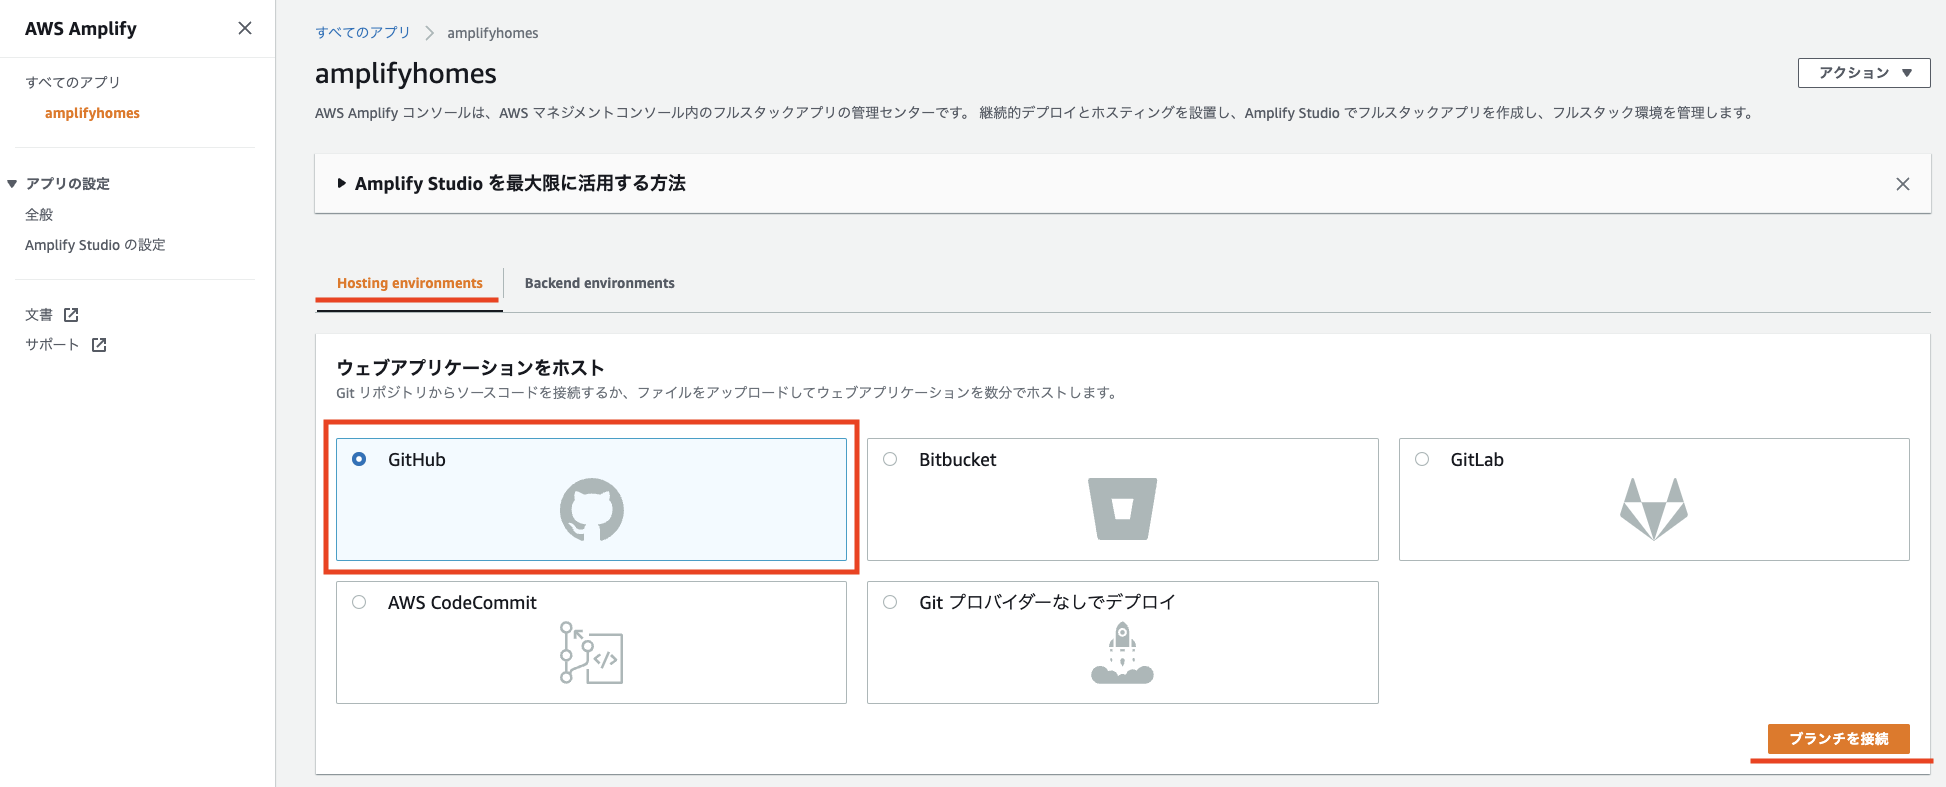 AWS Amplify
すべてのアプリ
amplifyhomes
アプリの設定
全般
Amplify Studio の設定
文書
サポート
すべてのアプリ
amplifyhomes
amplifyhomes
アクション
AWS Amplify コンソールは、AWS マネジメントコンソール内のフルスタックアプリの管理センターです。 継続的デプロイとホスティングを設置し、Amplify Studio でフルスタックアプリを作成し、フルスタック環境を管理します。
Amplify Studio を最大限に活用する方法
Hosting environments
Backend environments
ウェブアプリケーションをホスト
Git リポジトリからソースコードを接続するか、ファイルをアップロードしてウェブアプリケーションを数分でホストします。
GitHub
Bitbucket
GitLab
AWS CodeCommit
Git プロバイダーなしでデプロイ
ブランチを接続